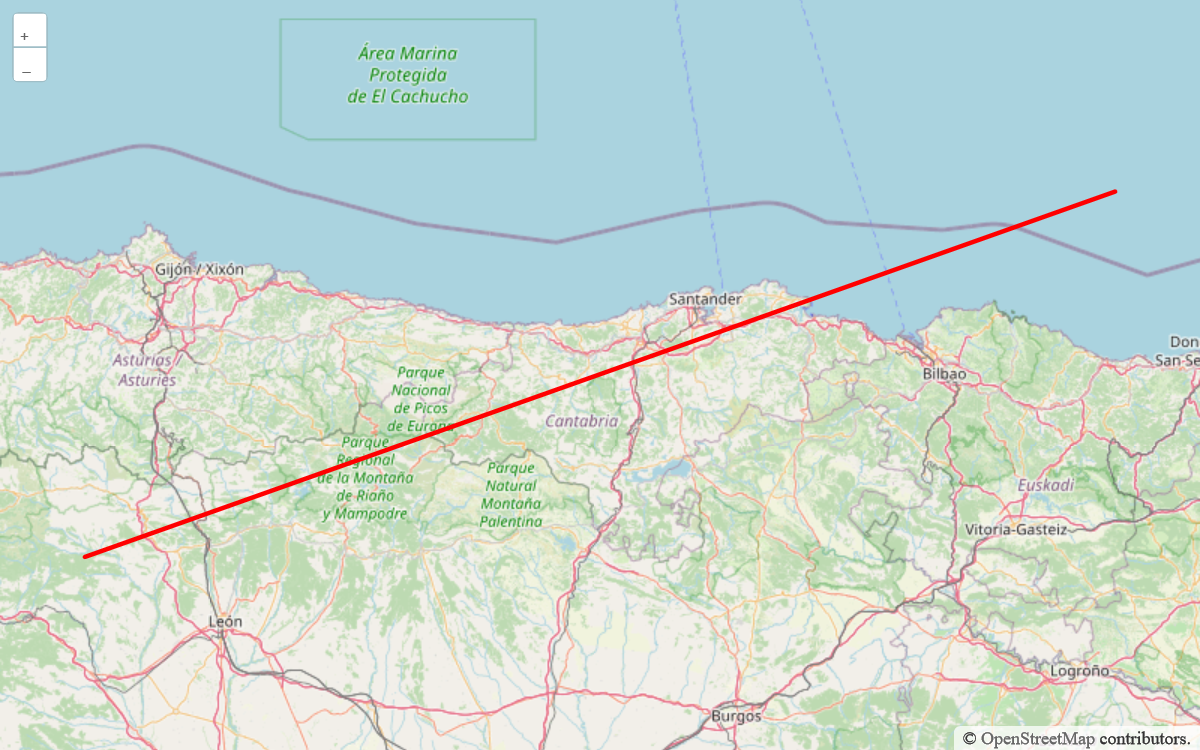 +
–
Área Marina
Protegida
de El Cachucho
Gijón / Xixón
Santander
Asturias
Asturies
Parque
Nacional
de Picos
de Europa
Cantabria
Bilbao
Don
San Se
Parque
Regional
de la Montaña
de Riaño
y Mampodre
Parque
Natural
Montaña
Palentina
Euskadi
Vitoria-Gasteiz
León
Logroño
Burgos
© OpenStreetMap contributors.